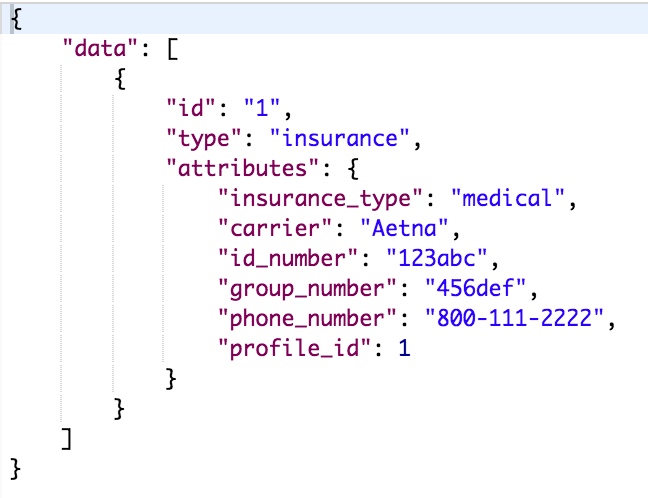 {
    "data": [
        {
            "id": "1",
            "type": "insurance",
            "attributes": {
                "insurance_type": "medical",
                "carrier": "Aetna",
                "id_number": "123abc",
                "group_number": "456def",
                "phone_number": "800-111-2222",
                "profile_id": 1
            }
        }
    ]
}